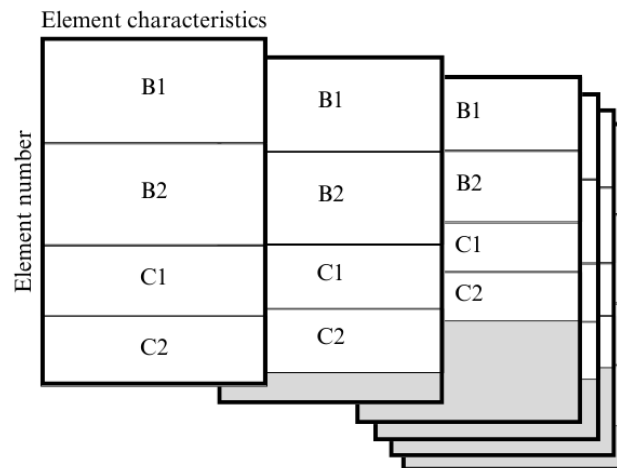 Element characteristics
Element number
B1
B2
C1
C2
B1
B2
C1
C2
B1
B2
C1
C2